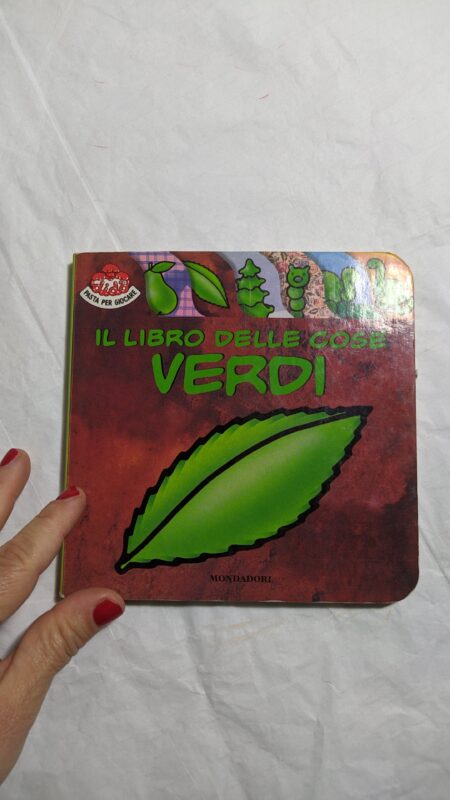 PASTA PER GIOCARE
IL LIBRO DELLE COSE
VERDI
MONDADORI